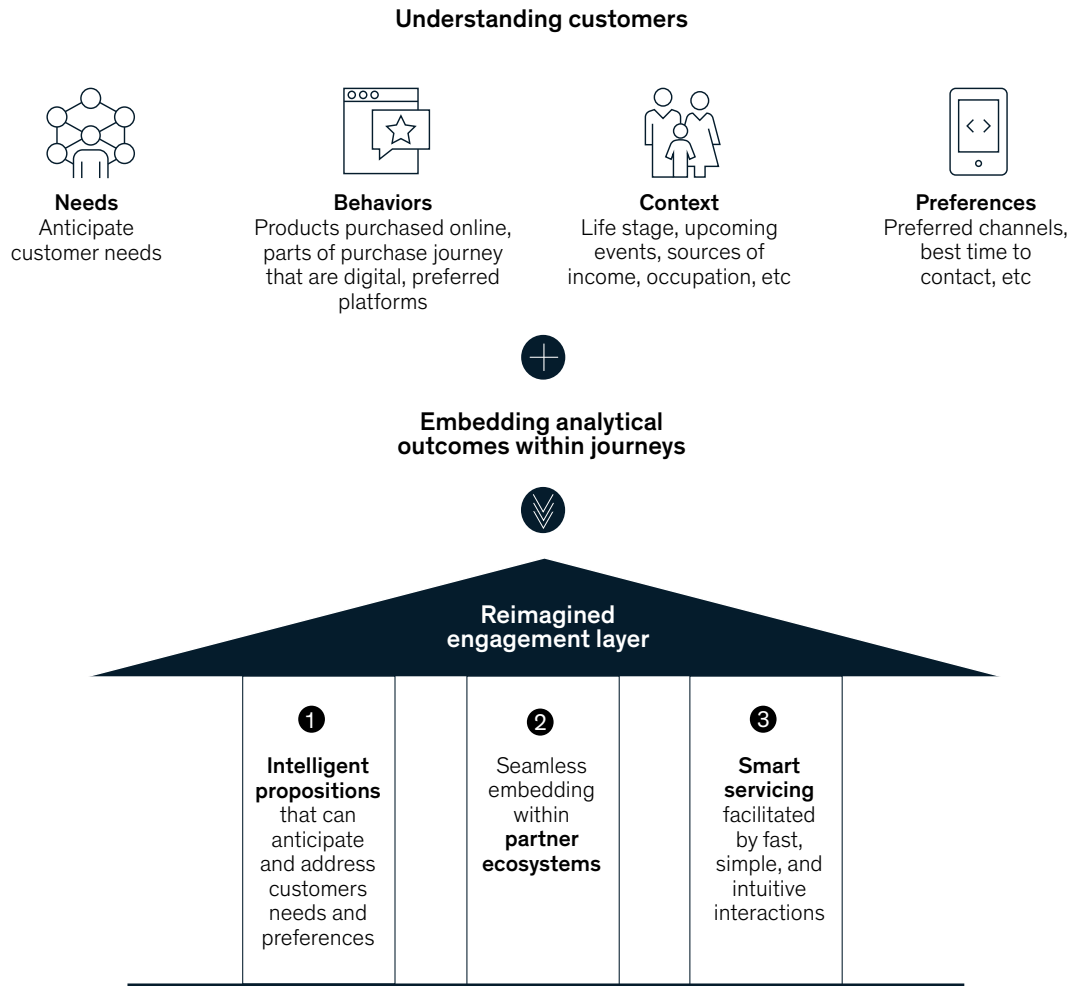 Understanding customers
Needs
Anticipate
customer needs
Behaviors
Products purchased online,
parts of purchase journey
that are digital, preferred
platforms
Context
Life stage, upcoming
events, sources of
income, occupation, etc
Preferences
Preferred channels,
best time to
contact, etc
Embedding analytical
outcomes within journeys
Reimagined
engagement layer
1
Intelligent
propositions
that can
anticipate
and address
customers
needs and
preferences
2
Seamless
embedding
within
partner
ecosystems
3
Smart
servicing
facilitated
by fast,
simple, and
intuitive
interactions